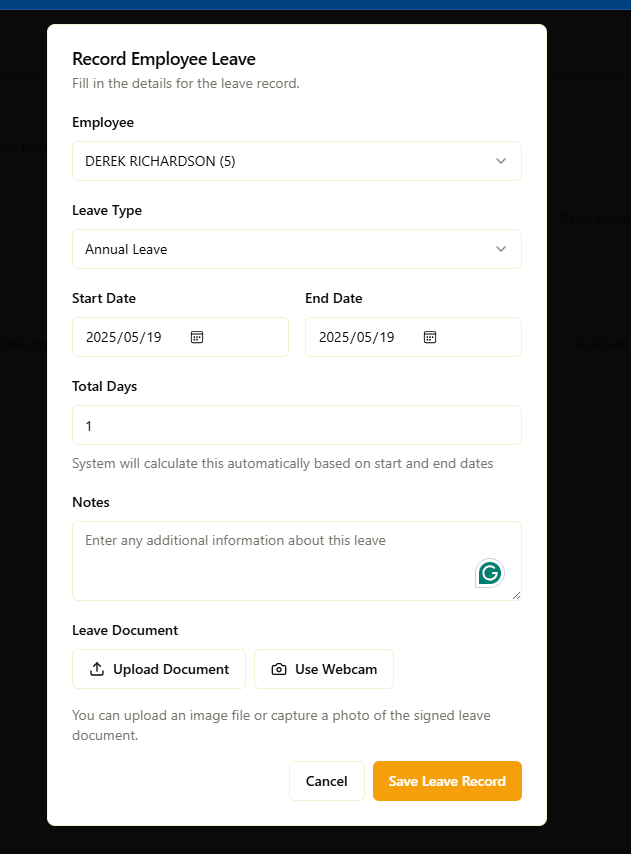 Record Employee Leave
Fill in the details for the leave record.
Employee
DEREK RICHARDSON (5)
Leave Type
Annual Leave
Start Date
End Date
2025/05/19
2025/05/19
Total Days
1
System will calculate this automatically based on start and end dates
Notes
Enter any additional information about this leave
G
Leave Document
Upload Document
Use Webcam
You can upload an image file or capture a photo of the signed leave
document.
Cancel
Save Leave Record
Amount